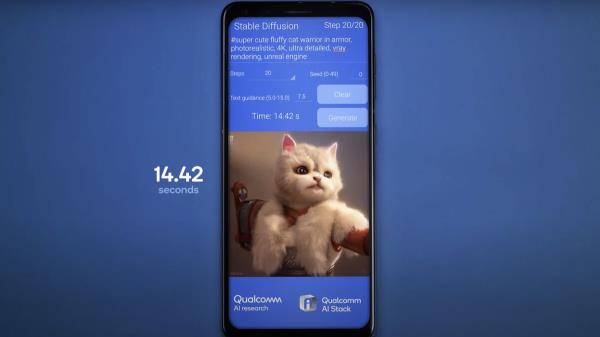 Stable Diffusion Step 20/20
#super cute fluffy cat warrior in armor,
photorealistic, 4K, ultra detailed, vray
rendering, unreal engine
Steps 20 Seed (0-49) 0
Text guidance (5.0-15.0) 7.5 Clear
Time: 14.42 s Generate
14.42
seconds
Qualcomm
AI research
Qualcomm
AI Stack